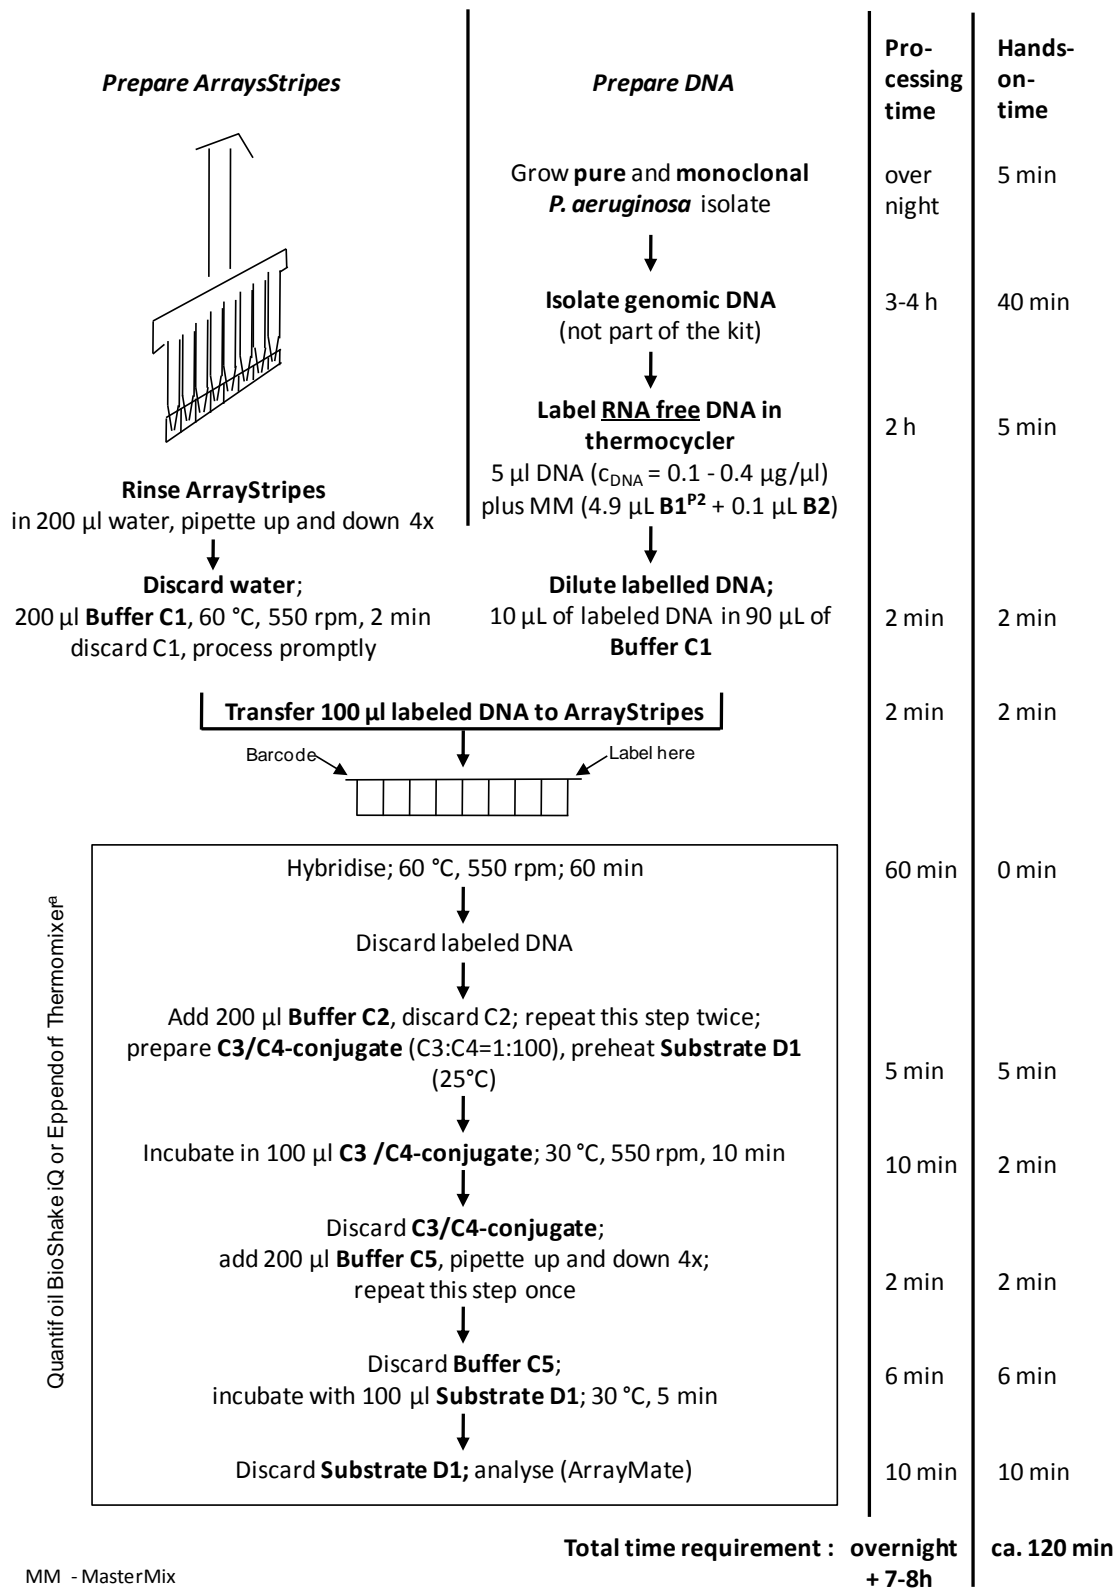 Prepare ArraysStripes
Prepare DNA
Pro-
cessing
time
Hands-
on-
time
Grow pure and monoclonal
P. aeruginosa isolate
over
night
5 min
Isolate genomic DNA
(not part of the kit)
3-4 h
40 min
Label RNA free DNA in
thermocycler
5 µl DNA (cDNA = 0.1 - 0.4 µg/µl)
plus MM (4.9 µL B1P2 + 0.1 µL B2)
2 h
5 min
Rinse ArrayStripes
in 200 µl water, pipette up and down 4x
Discard water;
200 µl Buffer C1, 60 °C, 550 rpm, 2 min
discard C1, process promptly
Dilute labelled DNA;
10 µL of labeled DNA in 90 µL of
Buffer C1
2 min
2 min
Transfer 100 µl labeled DNA to ArrayStripes
2 min
2 min
Barcode
Label here
Quantifoil BioShake iQ or Eppendorf Thermomixerª
Hybridise; 60 °C, 550 rpm; 60 min
60 min
0 min
Discard labeled DNA
Add 200 µl Buffer C2, discard C2; repeat this step twice;
prepare C3/C4-conjugate (C3:C4=1:100), preheat Substrate D1
(25°C)
5 min
5 min
Incubate in 100 µl C3 /C4-conjugate; 30 °C, 550 rpm, 10 min
10 min
2 min
Discard C3/C4-conjugate;
add 200 µl Buffer C5, pipette up and down 4x;
repeat this step once
2 min
2 min
Discard Buffer C5;
incubate with 100 µl Substrate D1; 30 °C, 5 min
6 min
6 min
Discard Substrate D1; analyse (ArrayMate)
10 min
10 min
Total time requirement : overnight
+ 7-8h
ca. 120 min
MM - MasterMix